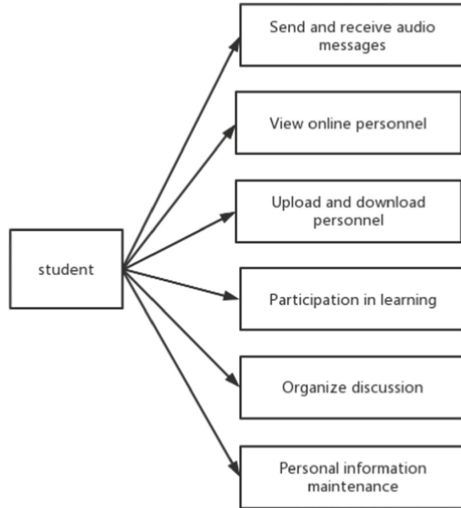 Send and receive audio
messages
View online personnel
Upload and download
personnel
student
Participation in learning
Organize discussion
Personal information
maintenance